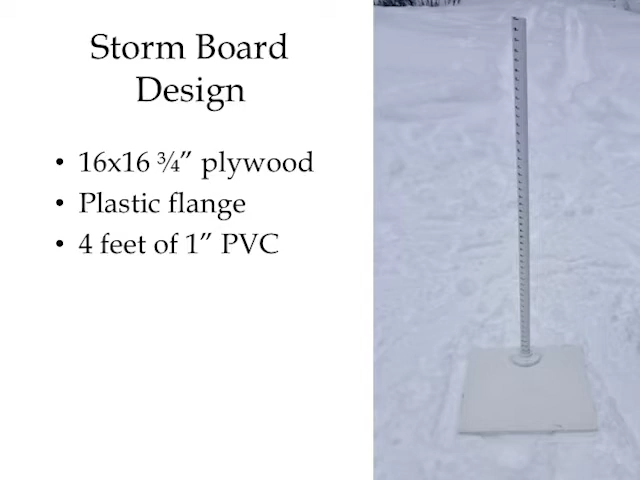 Storm Board
Design
• 16x16 ¾” plywood
• Plastic flange
• 4 feet of 1” PVC